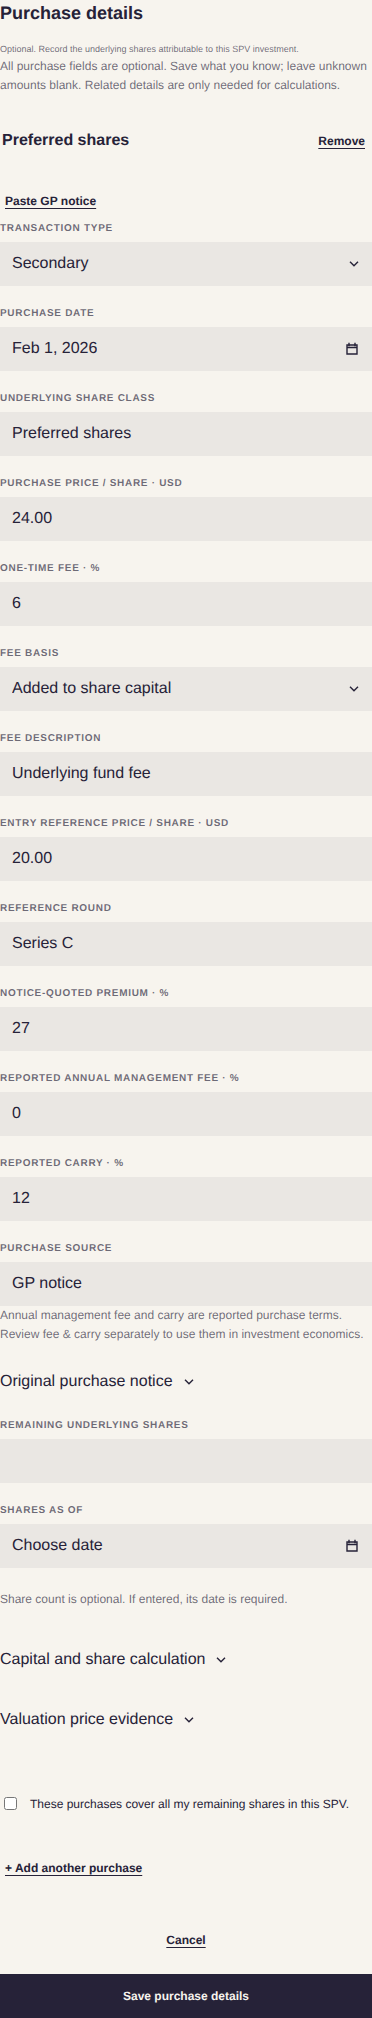 Purchase details
Optional. Record the underlying shares attributable to this SPV investment.
All purchase fields are optional. Save what you know; leave unknown
amounts blank. Related details are only needed for calculations.
Preferred shares
Remove
Paste GP notice
TRANSACTION TYPE
Secondary
PURCHASE DATE
Feb 1, 2026
UNDERLYING SHARE CLASS
Preferred shares
PURCHASE PRICE / SHARE · USD
24.00
ONE-TIME FEE · %
6
FEE BASIS
Added to share capital
FEE DESCRIPTION
Underlying fund fee
ENTRY REFERENCE PRICE / SHARE · USD
20.00
REFERENCE ROUND
Series C
NOTICE-QUOTED PREMIUM · %
27
REPORTED ANNUAL MANAGEMENT FEE · %
0
REPORTED CARRY · %
12
PURCHASE SOURCE
GP notice
Annual management fee and carry are reported purchase terms.
Review fee & carry separately to use them in investment economics.
Original purchase notice
REMAINING UNDERLYING SHARES
SHARES AS OF
Choose date
Share count is optional. If entered, its date is required.
Capital and share calculation
Valuation price evidence
These purchases cover all my remaining shares in this SPV.
+ Add another purchase
Cancel
Save purchase details